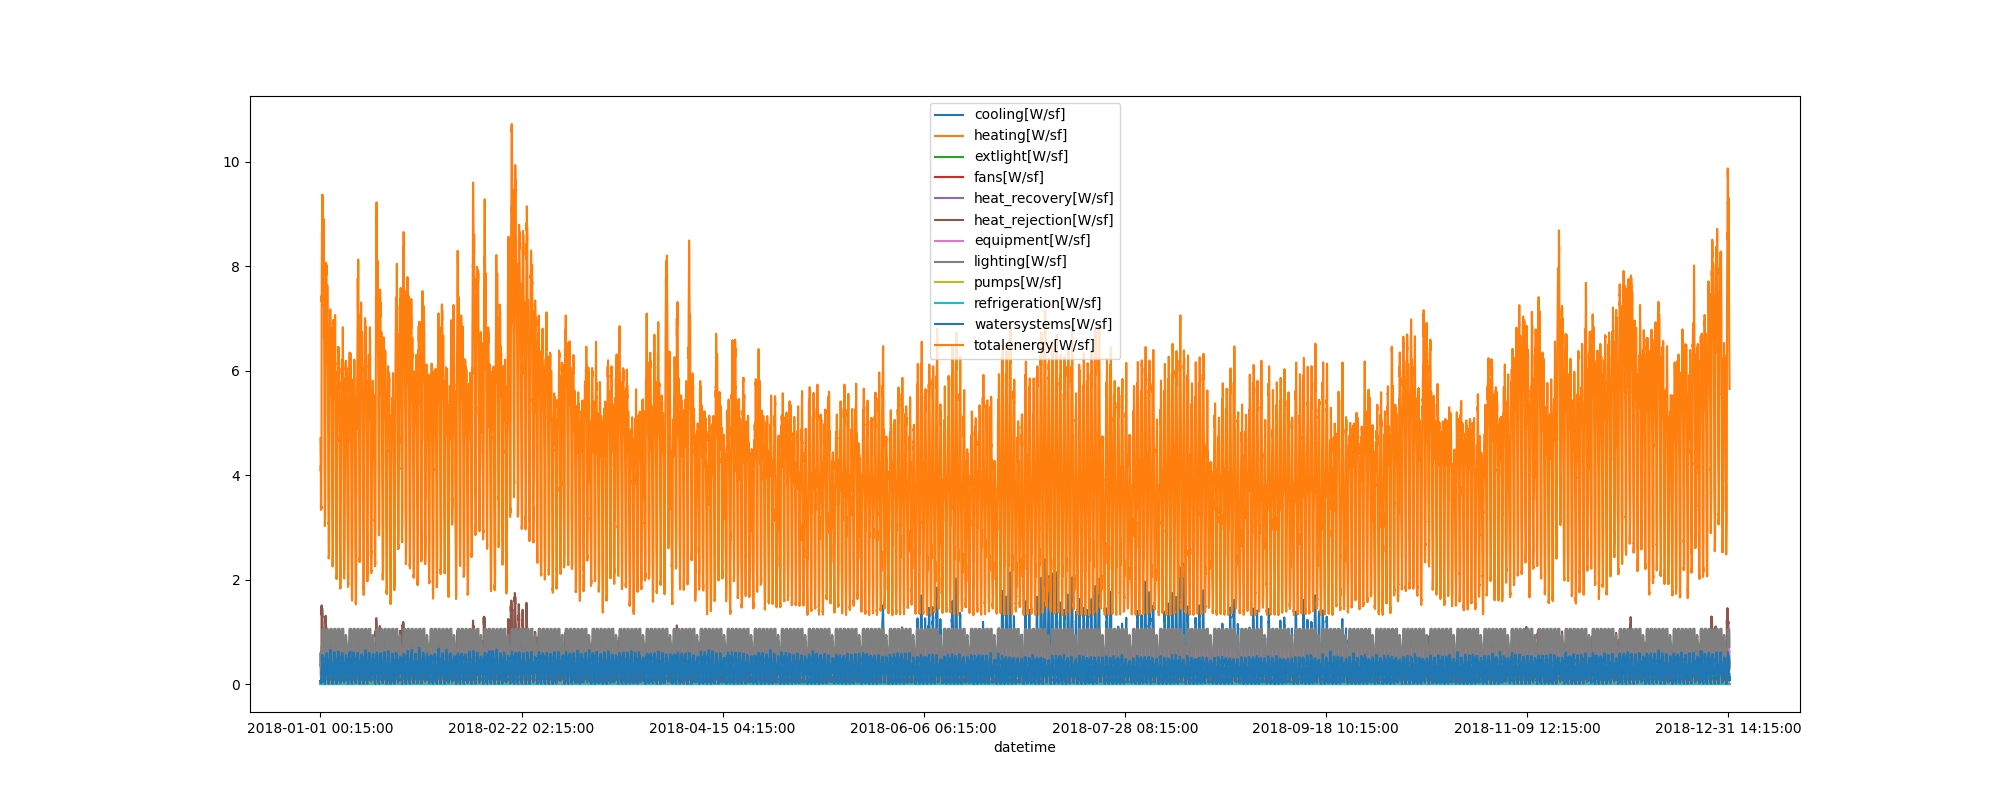 cooling[W/sf]
heating[W/sf]
extlight[W/sf]
fans[W/sf]
heat_recovery[W/sf]
heat_rejection[W/sf]
equipment[W/sf]
lighting[W/sf]
pumps[W/sf]
refrigeration[W/sf]
watersystems[W/sf]
totalenergy[W/sf]
10
8
6
4
2
0
2018-01-01 00:15:00 2018-02-22 02:15:00 2018-04-15 04:15:00 2018-06-06 06:15:00 2018-07-28 08:15:00 2018-09-18 10:15:00 2018-11-09 12:15:00 2018-12-31 14:15:00
datetime